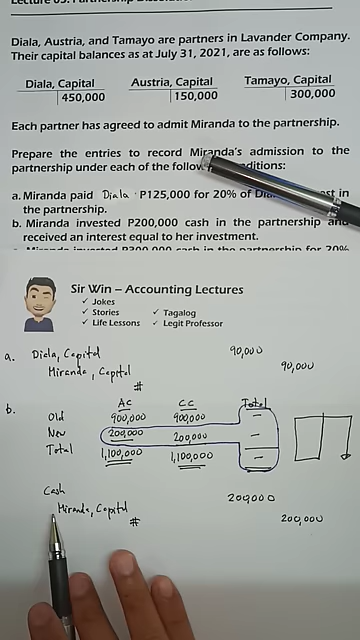 Diala, Austria, and Tamayo are partners in Lavander Company.
Their capital balances as at July 31, 2021, are as follows:
Diala, Capital Austria, Capital Tamayo, Capital
450,000 150,000 300,000
Each partner has agreed to admit Miranda to the partnership.
Prepare the entries to record Miranda's admission to the
partnership under each of the
a. Miranda paid Diala P125,000 for 20% of in
the partnership.
b. Miranda invested P200,000 cash in the partnership and
received an interest equal to her investment.
Sir Win – Accounting Lectures
✓ Jokes
✓ Stories ✓ Tagalog
✓ Life Lessons ✓ Legit Professor
a. Diala, Capital 90,000
Miranda, Capital 90,000
#
b. AC CC Total
Old 900,000 900,000 —
New 200,000 200,000
Total 1,100,000 1,100,000 —
Cash 200,000
Miranda, Capital 200,000
#